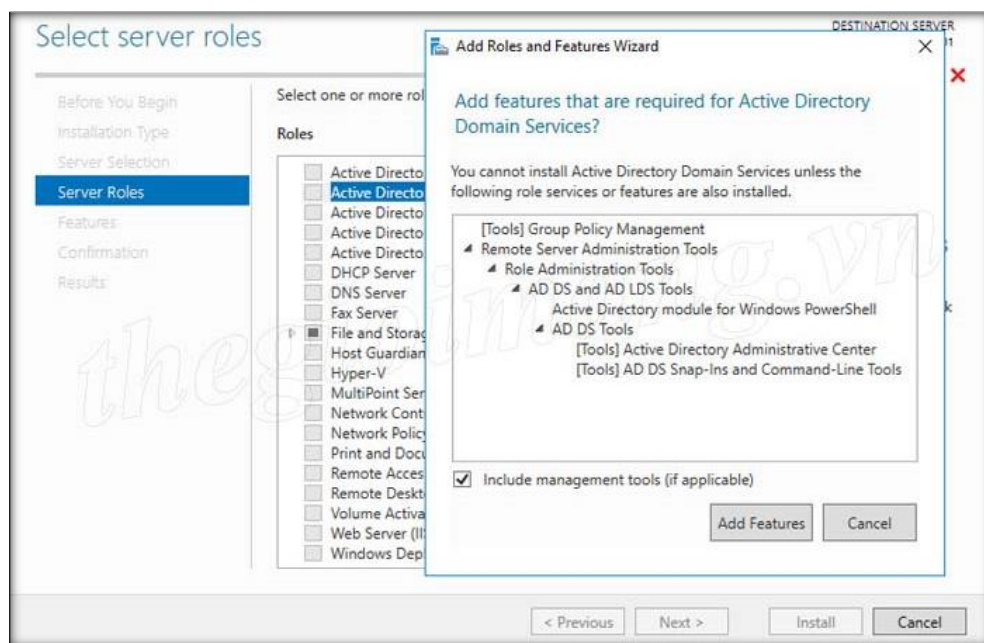 Select server roles
DESTINATION SERVER
Before You Begin
Installation Type
Server Selection
Server Roles
Features
Confirmation
Results
Select one or more rol
Roles
Active Directo
Active Directo
Active Directo
Active Directo
Active Directo
DHCP Server
DNS Server
Fax Server
File and Storag
Host Guardian
Hyper-V
MultiPoint Ser
Network Cont
Network Policy
Print and Docu
Remote Acces
Remote Deskt
Volume Activa
Web Server (II
Windows Dep
Add Roles and Features Wizard
Add features that are required for Active Directory
Domain Services?
You cannot install Active Directory Domain Services unless the
following role services or features are also installed.
[Tools] Group Policy Management
Remote Server Administration Tools
Role Administration Tools
AD DS and AD LDS Tools
Active Directory module for Windows PowerShell
AD DS Tools
[Tools] Active Directory Administrative Center
[Tools] AD DS Snap-Ins and Command-Line Tools
Include management tools (if applicable)
Add Features
Cancel
< Previous
Next >
Install
Cancel
thegioimang.vn